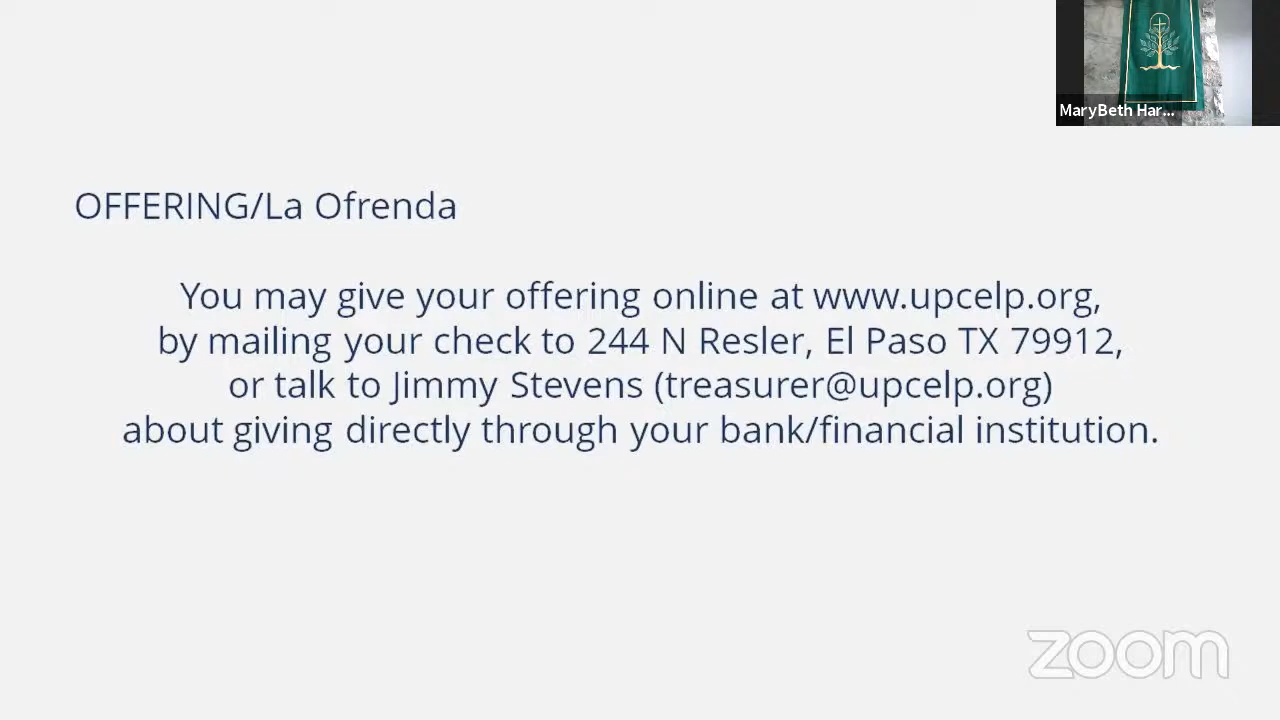 MaryBeth Har...
OFFERING/La Ofrenda
You may give your offering online at www.upcelp.org,
by mailing your check to 244 N Resler, El Paso TX 79912,
or talk to Jimmy Stevens (treasurer@upcelp.org)
about giving directly through your bank/financial institution.
zoom